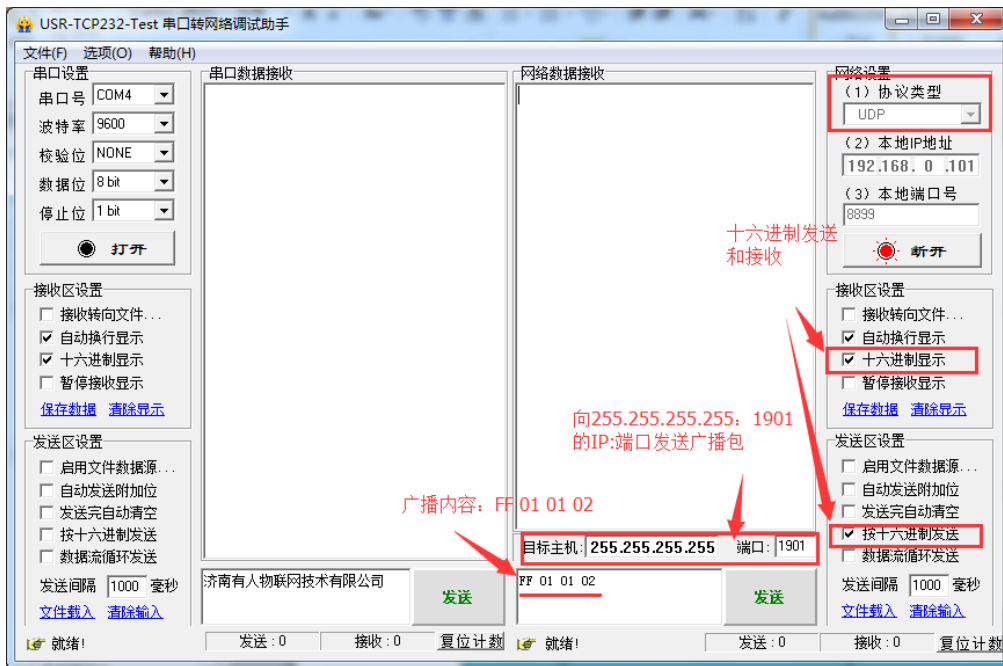 USR-TCP232-Test 串口转网络调试助手
文件(F) 选项(O) 帮助(H)
串口设置
串口号 COM4
波特率 9600
校验位 NONE
数据位 8 bit
停止位 1 bit
打开
接收区设置
接收转向文件...
自动换行显示
十六进制显示
暂停接收显示
保存数据 清除显示
发送区设置
启用文件数据源...
自动发送附加位
发送完自动清空
按十六进制发送
数据流循环发送
发送间隔 1000 毫秒
文件载入 清除输入
就绪!
串口数据接收
济南有人物联网技术有限公司
发送
发送 : 0 接收 : 0 复位计数
网络数据接收
十六进制发送
和接收
向255.255.255.255：1901
的IP:端口发送广播包
广播内容：FF 01 01 02
目标主机: 255.255.255.255 端口: 1901
FF 01 01 02
发送
就绪!
发送 : 0 接收 : 0 复位计数
网络设置
(1) 协议类型
UDP
(2) 本地IP地址
192.168. 0 .101
(3) 本地端口号
8899
断开
接收区设置
接收转向文件...
自动换行显示
十六进制显示
暂停接收显示
保存数据 清除显示
发送区设置
启用文件数据源...
自动发送附加位
发送完自动清空
按十六进制发送
数据流循环发送
发送间隔 1000 毫秒
文件载入 清除输入